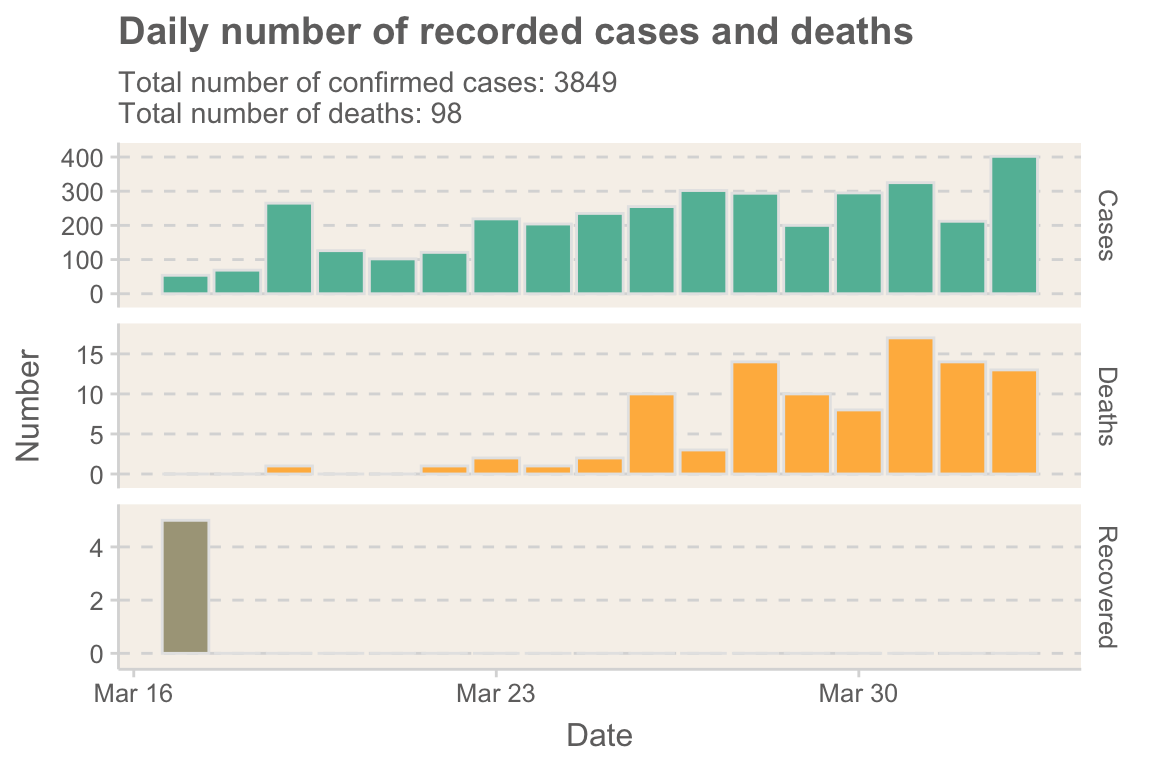 Daily number of recorded cases and deaths
Total number of confirmed cases: 3849
Total number of deaths: 98
400
300
200
100
0
Cases
15
10
5
0
Deaths
4
2
0
Recovered
Number
Mar 16
Mar 23
Mar 30
Date